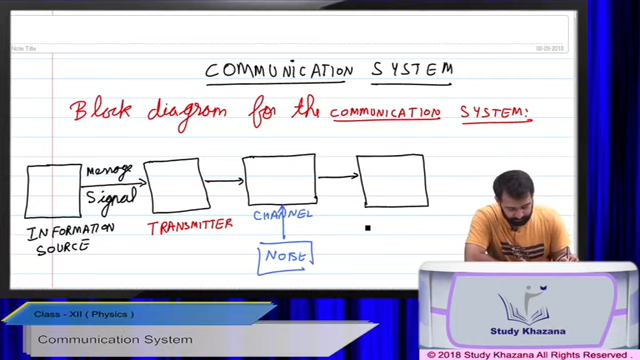 Note Title
08-09-2018
COMMUNICATION SYSTEM
Block diagram for the COMMUNICATION SYSTEM:
Message
Signal
INFORMATION
SOURCE
TRANSMITTER
CHANNEL
NOISE
Study Khazana
Class - XII ( Physics )
Communication System
© 2018 Study Khazana All Rights Reserved